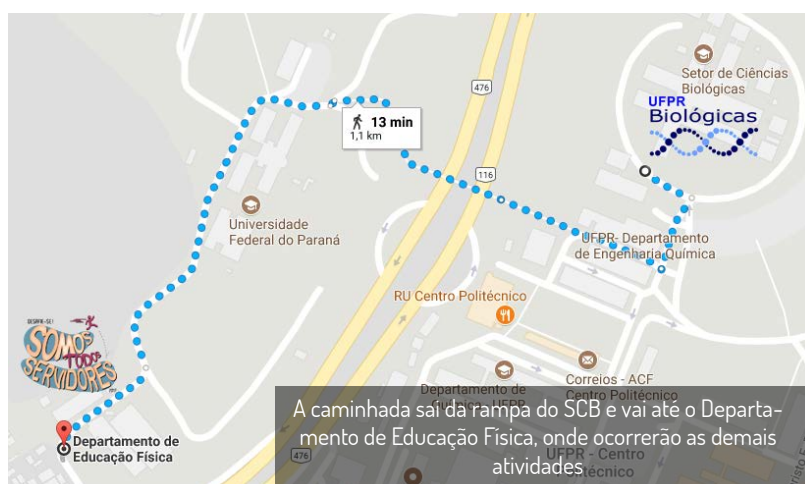 476
Setor de Ciências
Biológicas
UFPR
Biológicas
13 min
1,1 km
116
Universidade
Federal do Paraná
UFPR- Departamento
de Engenharia Química
RU Centro Politécnico
SOMOS
TODOS
SERVIDORES
Departamento de
Química - UFPR
Correios - ACF
Centro Politécnico
Departamento de
Educação Física
A caminhada sai da rampa do SCB e vai até o Departa-
mento de Educação Física, onde ocorrerão as demais
atividades.
476
UFPR - Centro
Politécnico